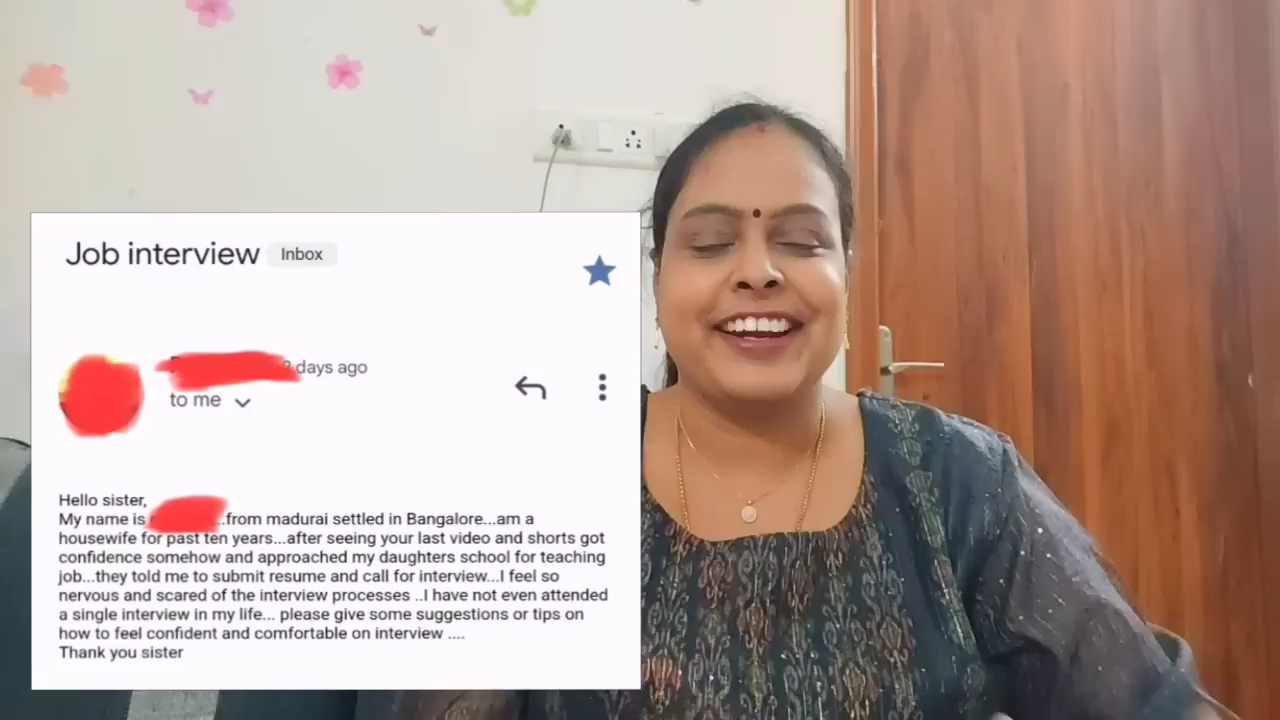 Job interview Inbox
days ago
to me
Hello sister,
My name is ..from madurai settled in Bangalore...am a
housewife for past ten years...after seeing your last video and shorts got
confidence somehow and approached my daughters school for teaching
job...they told me to submit resume and call for interview...I feel so
nervous and scared of the interview processes ..I have not even attended
a single interview in my life... please give some suggestions or tips on
how to feel confident and comfortable on interview ....
Thank you sister